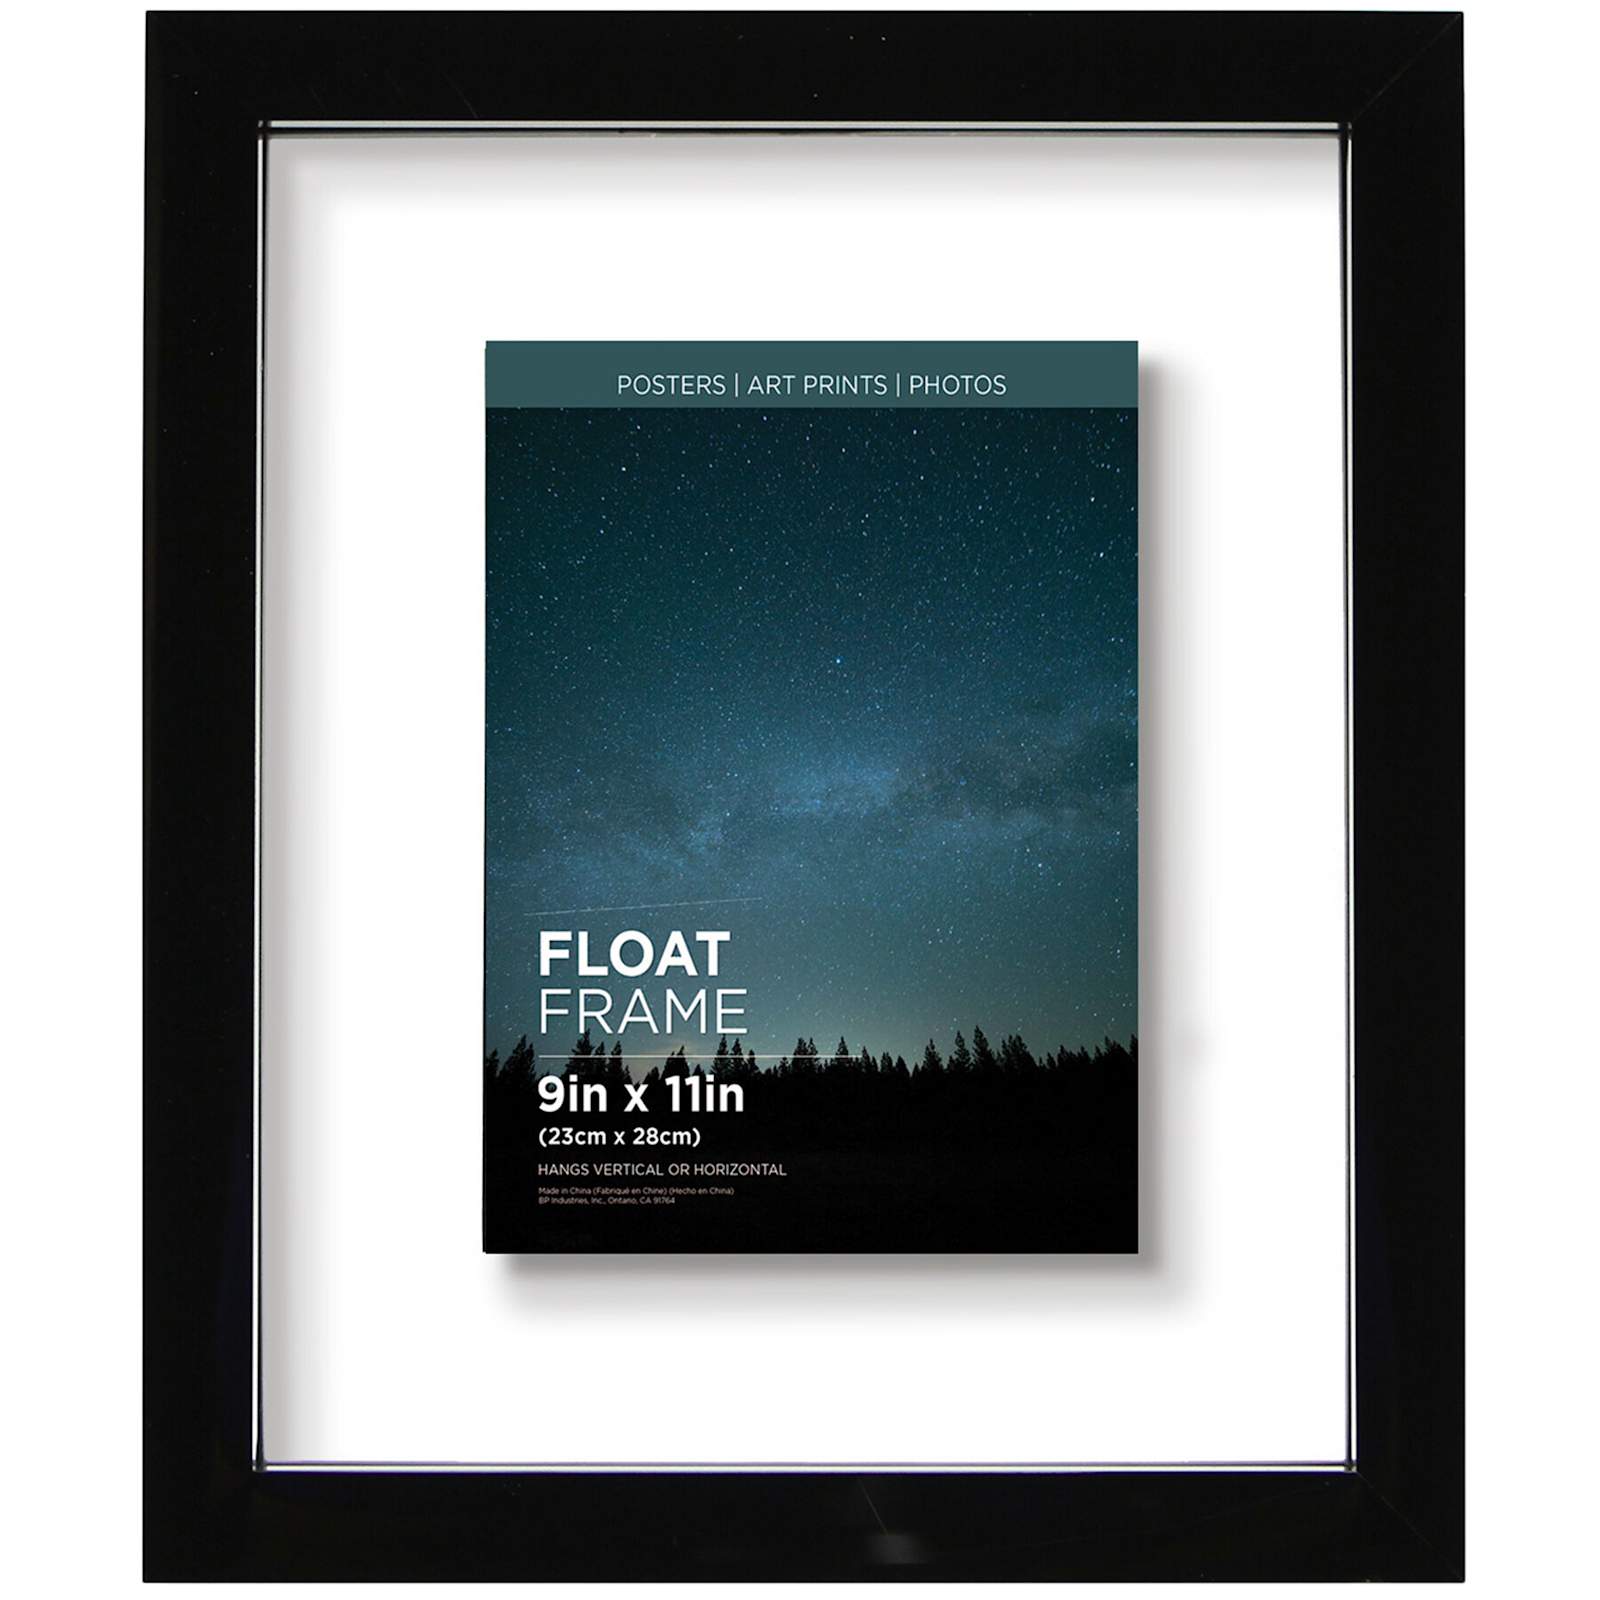 POSTERS | ART PRINTS | PHOTOS
FLOAT
FRAME
9in x 11in
(23cm x 28cm)
HANGS VERTICAL OR HORIZONTAL
Made in China (Fabriqué en Chine) (Hecho en China)
BP Industries, Inc., Ontario, CA 91764